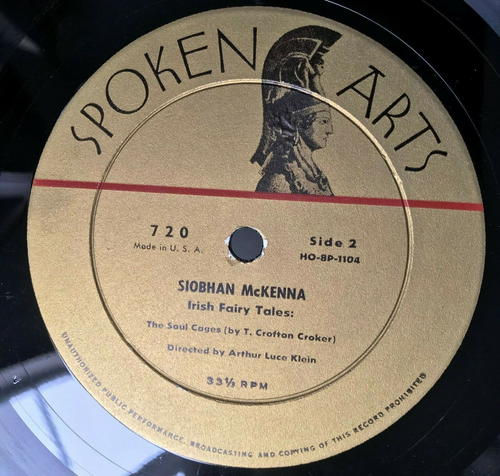 SPOKEN ARTS
720
Made in U. S. A.
Side 2
HO-8P-1104
SIOBHAN McKENNA
Irish Fairy Tales:
The Soul Cages (by T. Crofton Croker)
Directed by Arthur Luce Klein
33⅓ RPM
UNAUTHORIZED PUBLIC PERFORMANCE, BROADCASTING AND COPYING OF THIS RECORD PROHIBITED